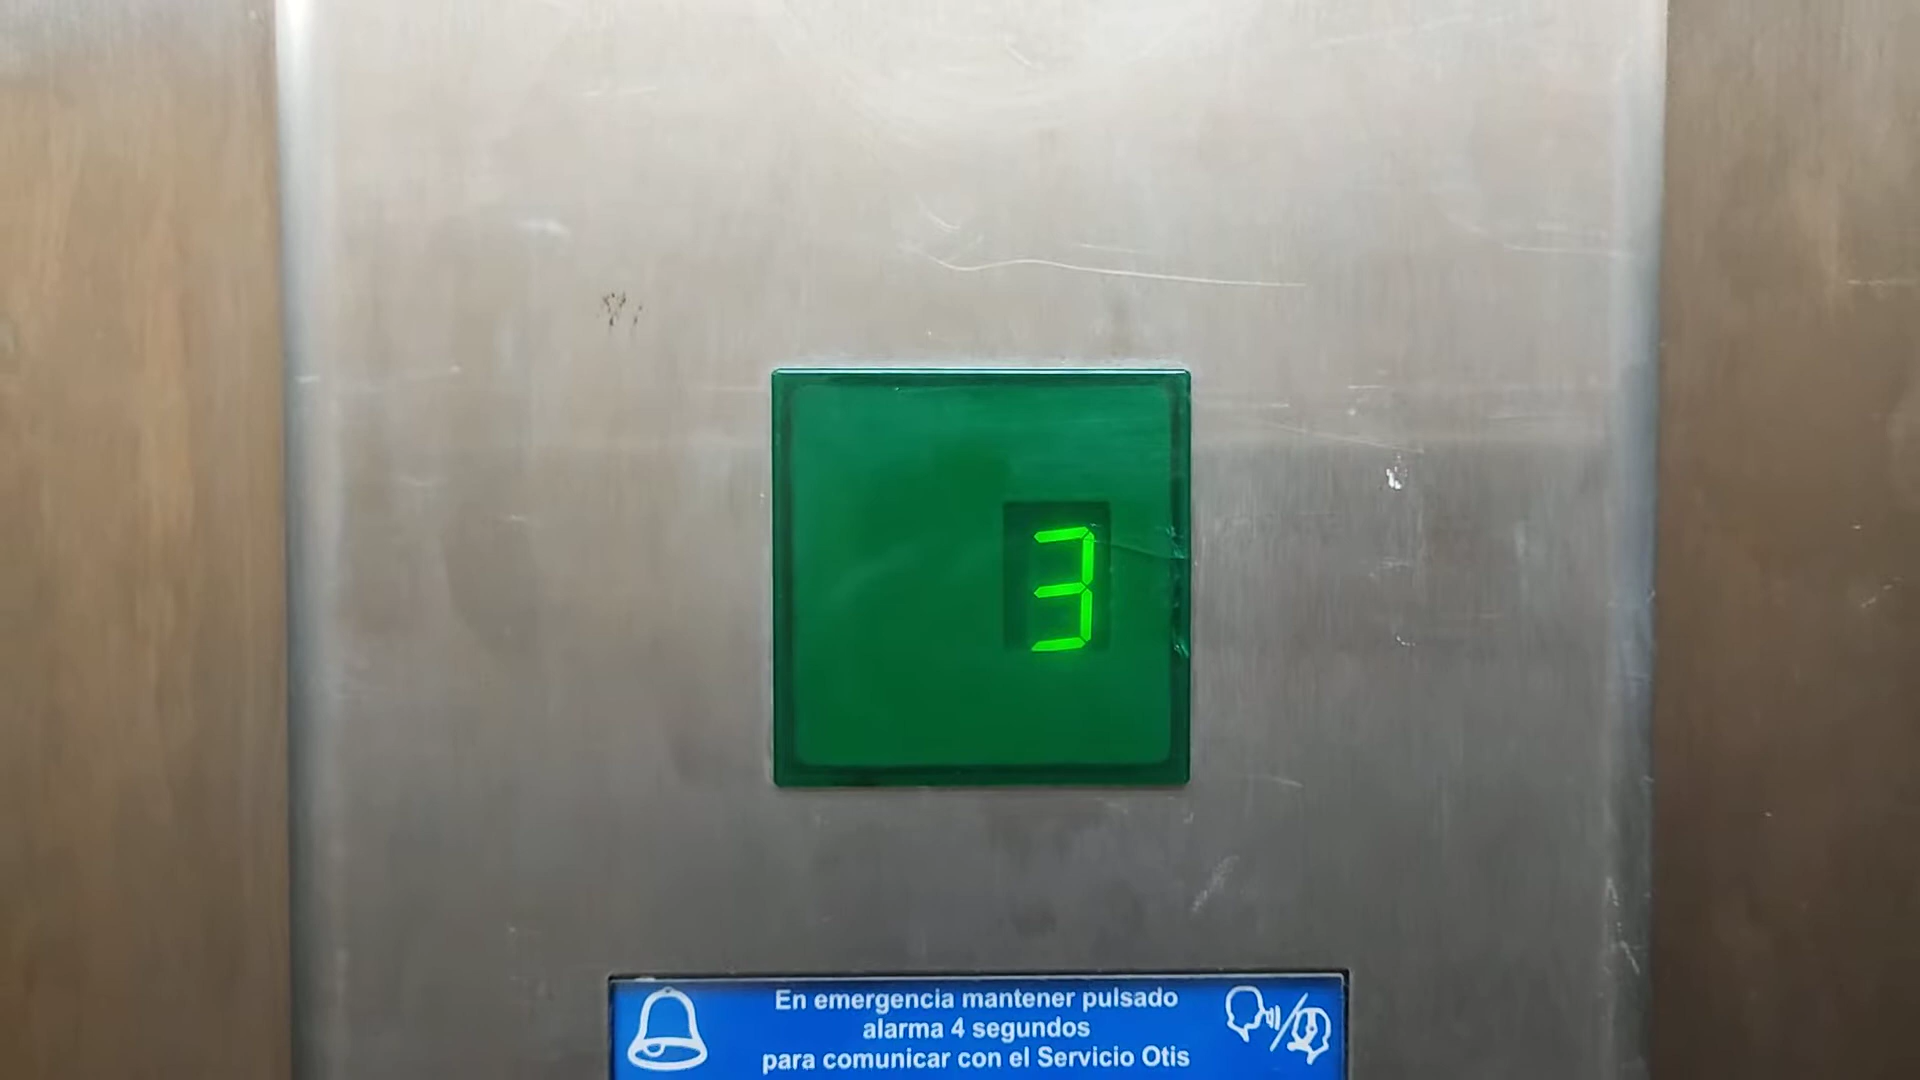 3
En emergencia mantener pulsado
alarma 4 segundos
para comunicar con el Servicio Otis